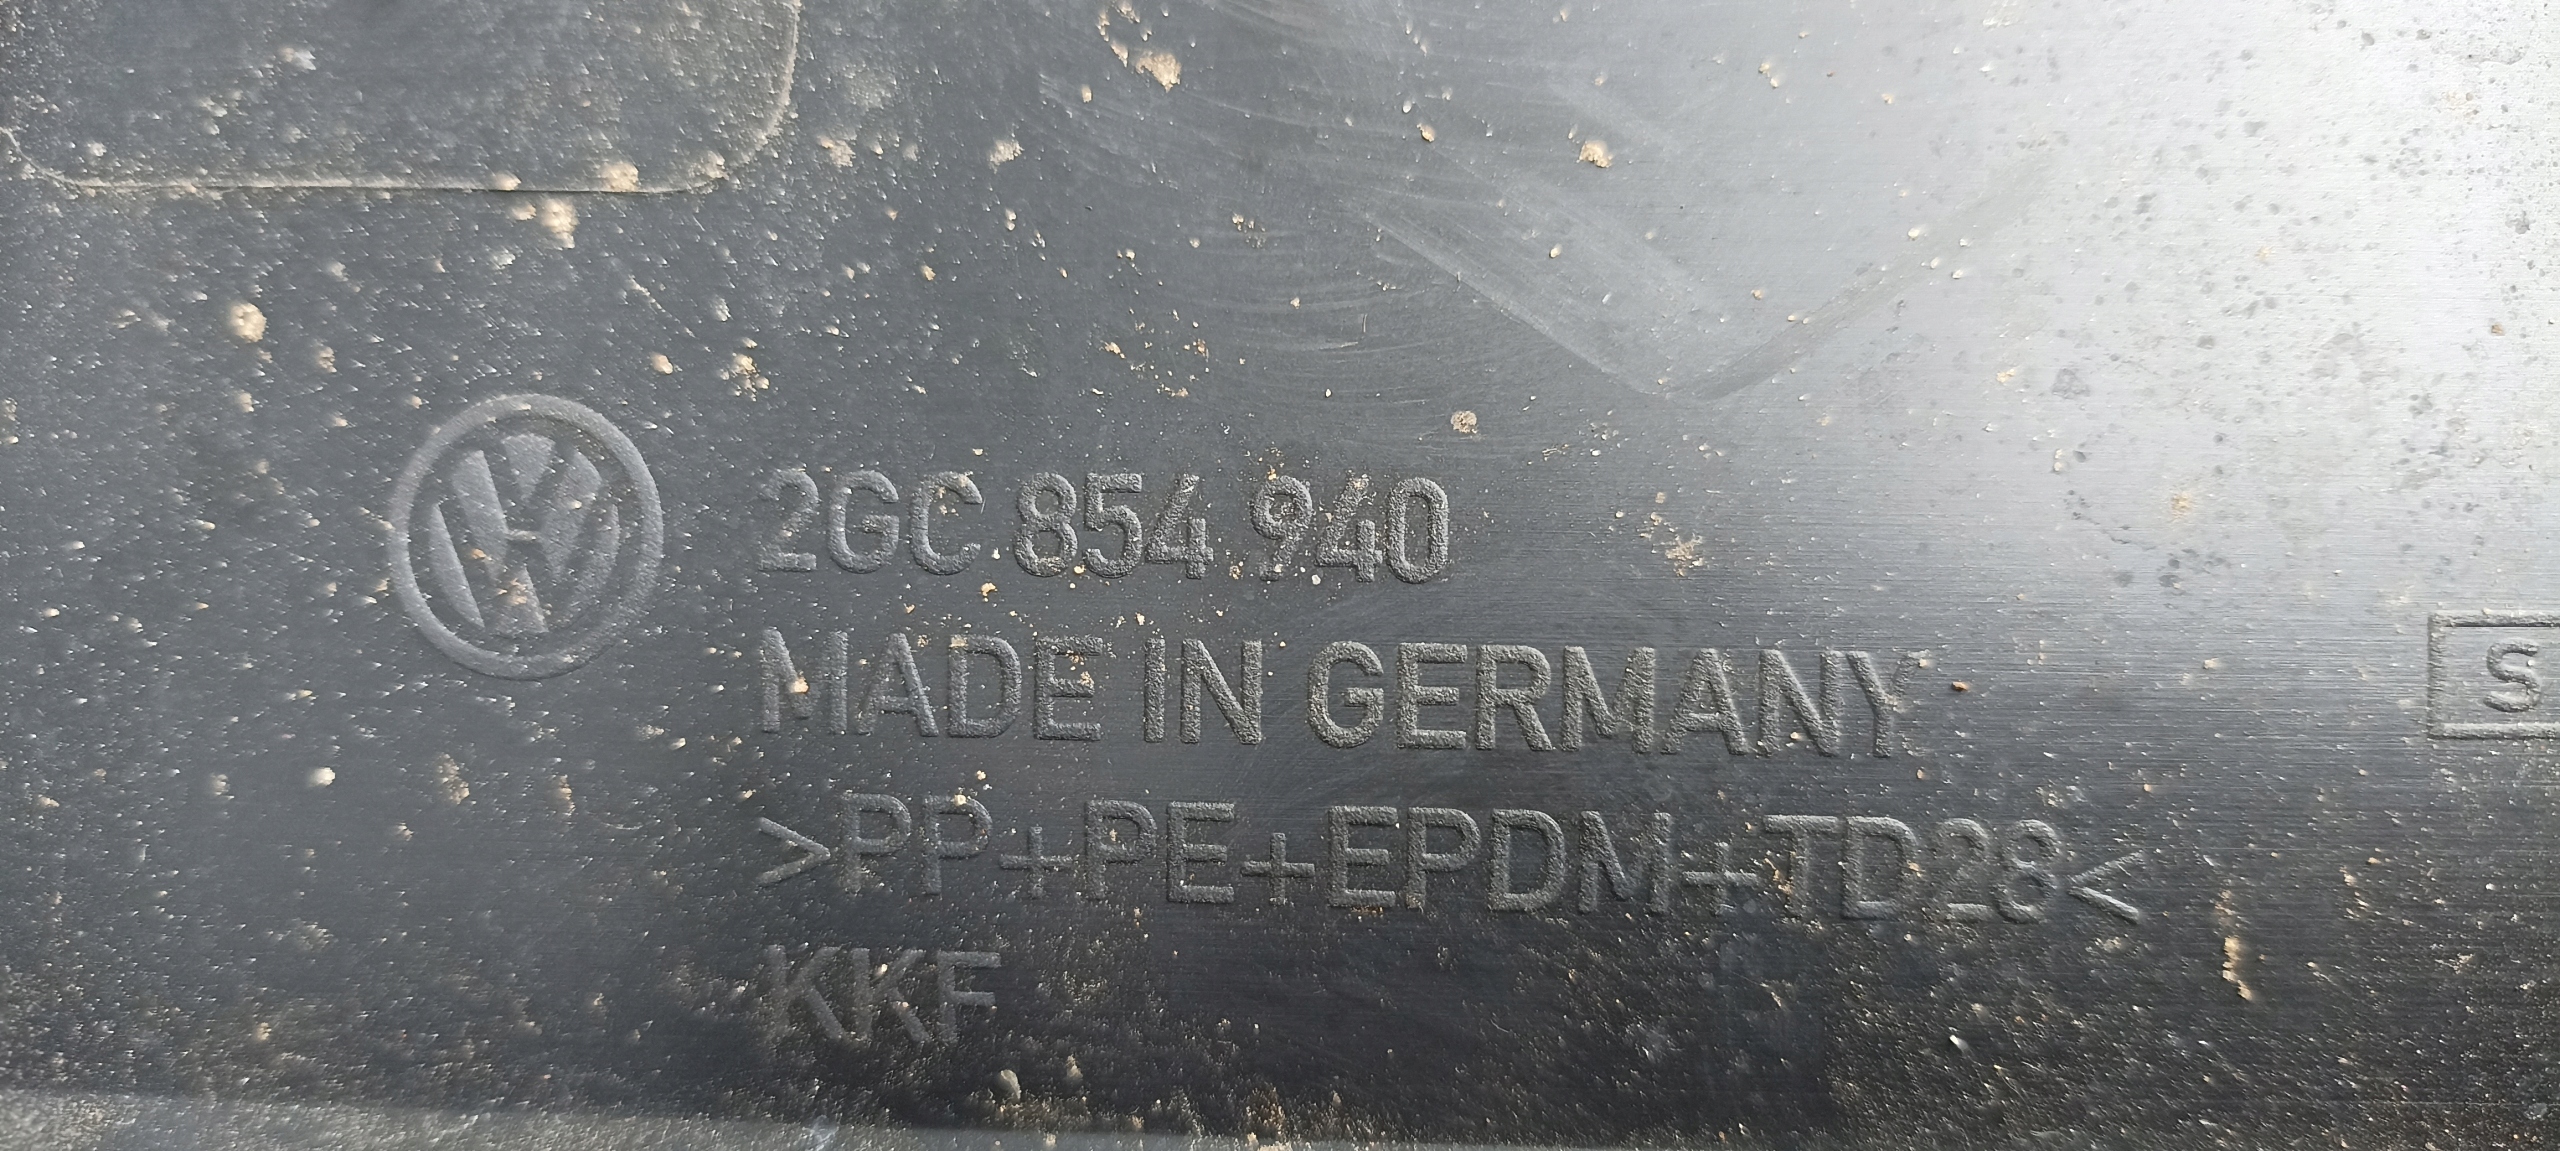 2GC 854 940
MADE IN GERMANY
S
>PP+PE+EPDM+TD28<
KKF